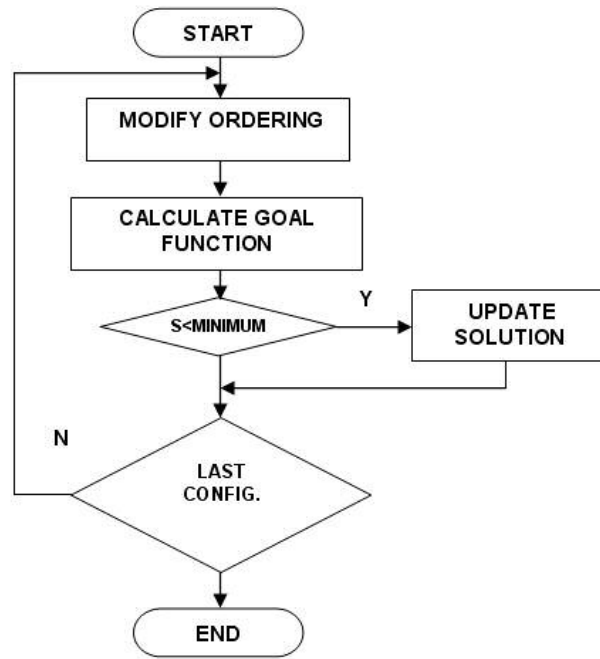 START
MODIFY ORDERING
CALCULATE GOAL
FUNCTION
S<MINIMUM
Y
UPDATE
SOLUTION
N
LAST
CONFIG.
END